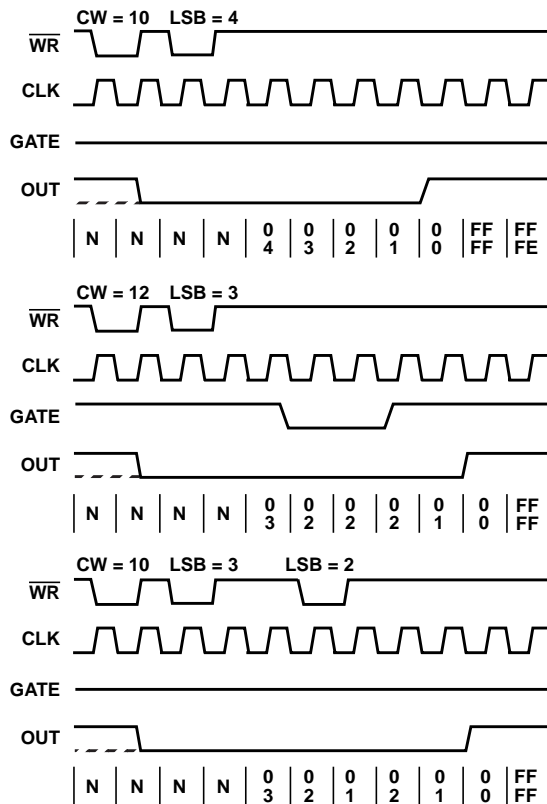 CW = 10 LSB = 4
WR
CLK
GATE
OUT
N N N N 0 0 0 0 0 FF FF
4 3 2 1 0 FF FE
CW = 12 LSB = 3
WR
CLK
GATE
OUT
N N N N 0 0 0 0 0 0 FF
3 2 2 2 1 0 FF
CW = 10 LSB = 3 LSB = 2
WR
CLK
GATE
OUT
N N N N 0 0 0 0 0 0 FF
3 2 1 2 1 0 FF